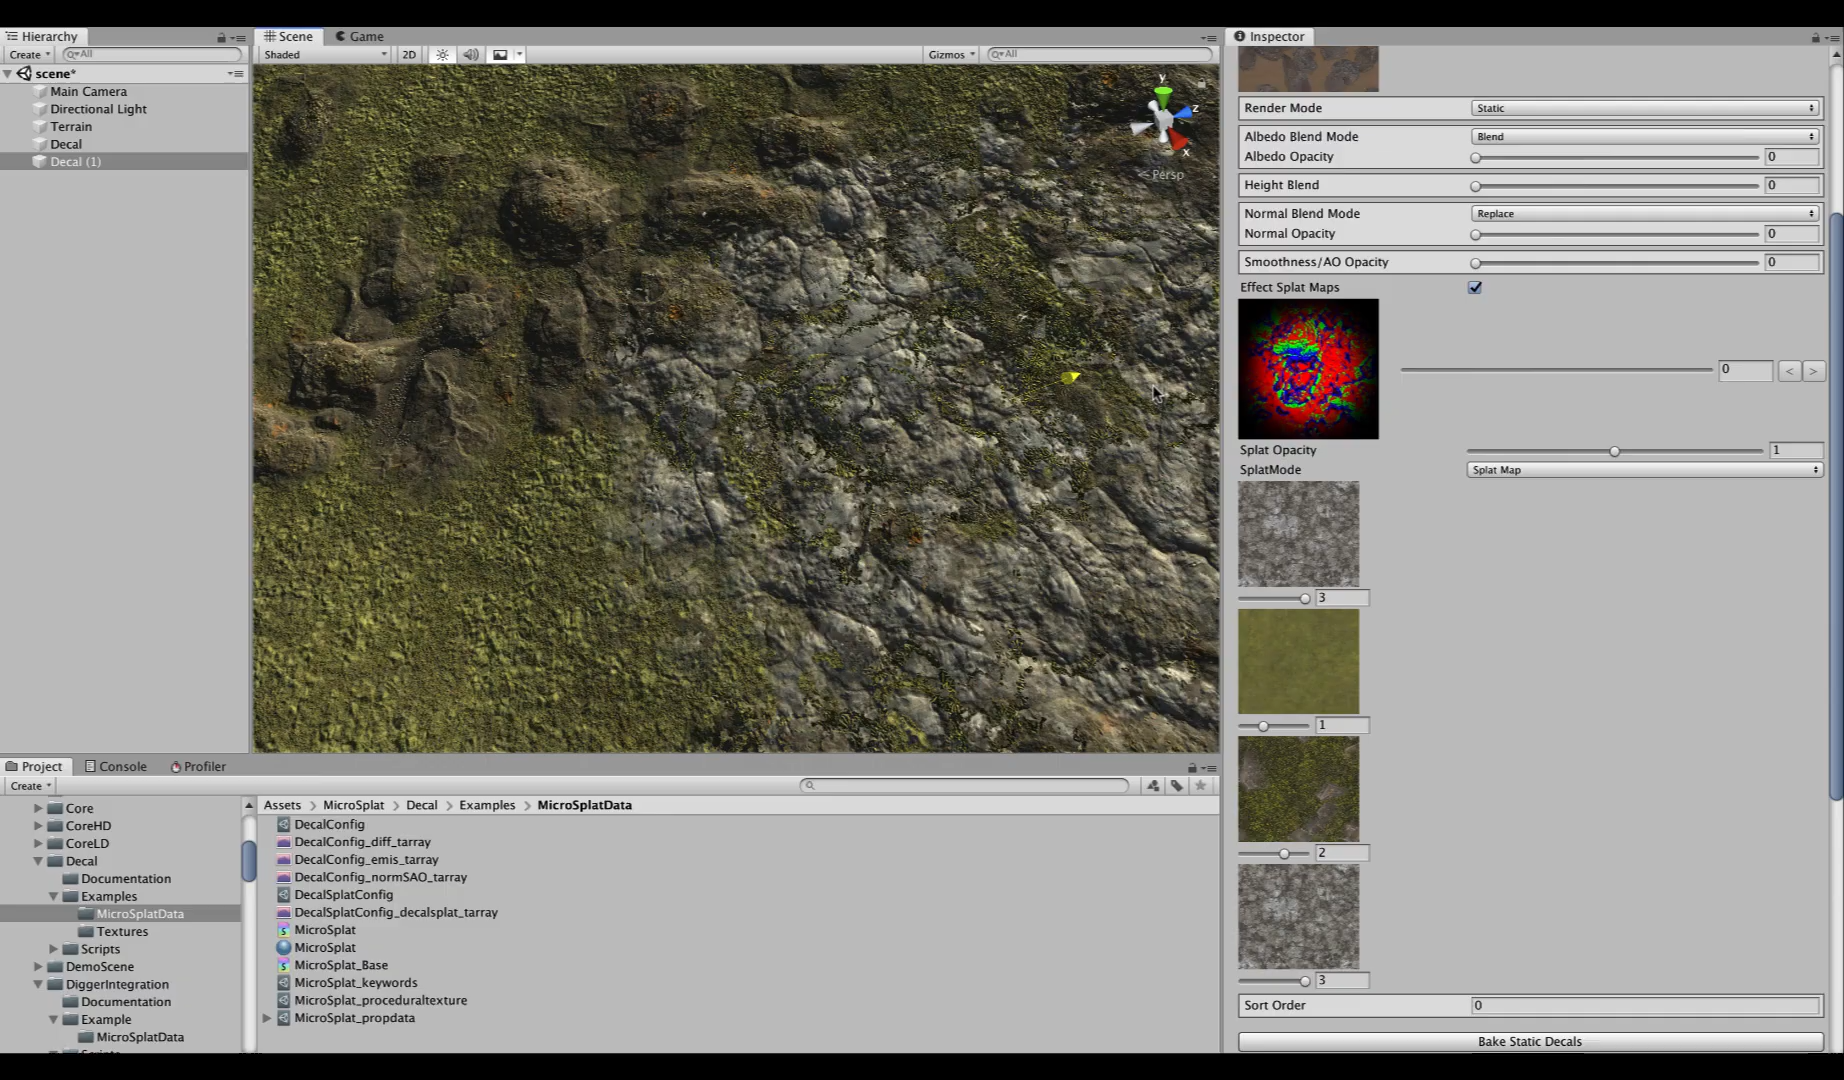 Hierarchy
Create
All
scene*
Main Camera
Directional Light
Terrain
Decal
Decal (1)
Scene
Game
Shaded
2D
Gizmos
All
y
z
x
Persp
Inspector
Render Mode
Static
Albedo Blend Mode
Blend
Albedo Opacity
0
Height Blend
0
Normal Blend Mode
Replace
Normal Opacity
0
Smoothness/AO Opacity
0
Effect Splat Maps
0
<
>
Splat Opacity
1
SplatMode
Splat Map
3
1
2
3
Sort Order
0
Bake Static Decals
Project
Console
Profiler
Create
Core
CoreHD
CoreLD
Decal
Documentation
Examples
MicroSplatData
Textures
Scripts
DemoScene
DiggerIntegration
Documentation
Example
MicroSplatData
Assets > MicroSplat > Decal > Examples > MicroSplatData
DecalConfig
DecalConfig_diff_tarray
DecalConfig_emis_tarray
DecalConfig_normSAO_tarray
DecalSplatConfig
DecalSplatConfig_decalsplat_tarray
MicroSplat
MicroSplat
MicroSplat_Base
MicroSplat_keywords
MicroSplat_proceduraltexture
MicroSplat_propdata